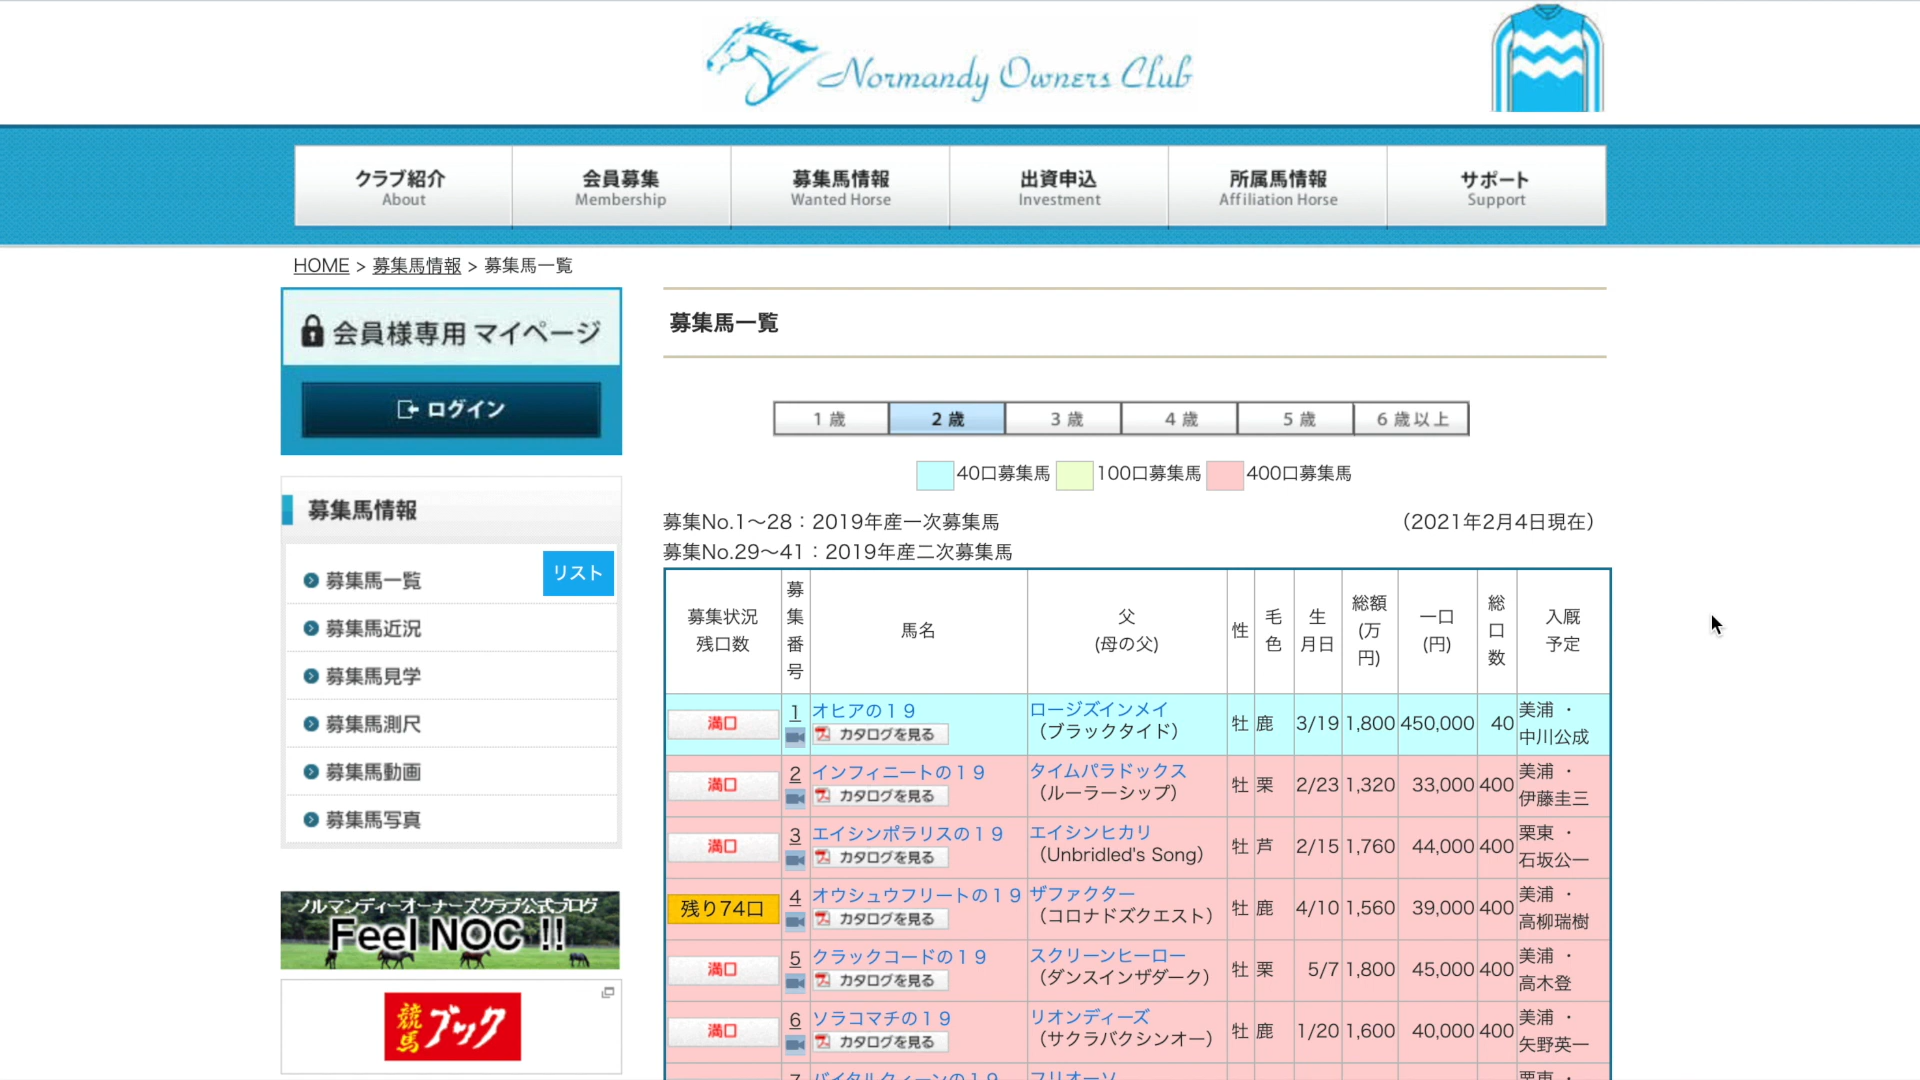 Normandy Owners Club
クラブ紹介 会員募集 募集馬情報 出資申込 所属馬情報 サポート
About Membership Wanted Horse Investment Affiliation Horse Support
HOME > 募集馬情報 > 募集馬一覧
会員様専用 マイページ
ログイン
募集馬情報
募集馬一覧 リスト
募集馬近況
募集馬見学
募集馬測尺
募集馬動画
募集馬写真
ノルマンディーオーナーズクラブ公式ブログ
Feel NOC !!
競馬ブック
募集馬一覧
1歳 2歳 3歳 4歳 5歳 6歳以上
40口募集馬 100口募集馬 400口募集馬
募集No.1～28：2019年産一次募集馬 （2021年2月4日現在）
募集No.29～41：2019年産二次募集馬
募集状況 残口数 募集番号 馬名 父 (母の父) 性 毛色 生月日 総額(万円) 一口(円) 総口数 入厩予定
満口 1 オヒアの１９ カタログを見る ロージズインメイ （ブラックタイド） 牡 鹿 3/19 1,800 450,000 40 美浦 ・ 中川公成
満口 2 インフィニートの１９ カタログを見る タイムパラドックス （ルーラーシップ） 牡 栗 2/23 1,320 33,000 400 美浦 ・ 伊藤圭三
満口 3 エイシンポラリスの１９ カタログを見る エイシンヒカリ （Unbridled's Song） 牡 芦 2/15 1,760 44,000 400 栗東 ・ 石坂公一
残り74口 4 オウシュウフリートの１９ カタログを見る ザファクター （コロナドズクエスト） 牡 鹿 4/10 1,560 39,000 400 美浦 ・ 高柳瑞樹
満口 5 クラックコードの１９ カタログを見る スクリーンヒーロー （ダンスインザダーク） 牡 栗 5/7 1,800 45,000 400 美浦 ・ 高木登
満口 6 ソラコマチの１９ カタログを見る リオンディーズ （サクラバクシンオー） 牡 鹿 1/20 1,600 40,000 400 美浦 ・ 矢野英一
7 バイタルクィーンの１９ フリオーソ 栗東 ・